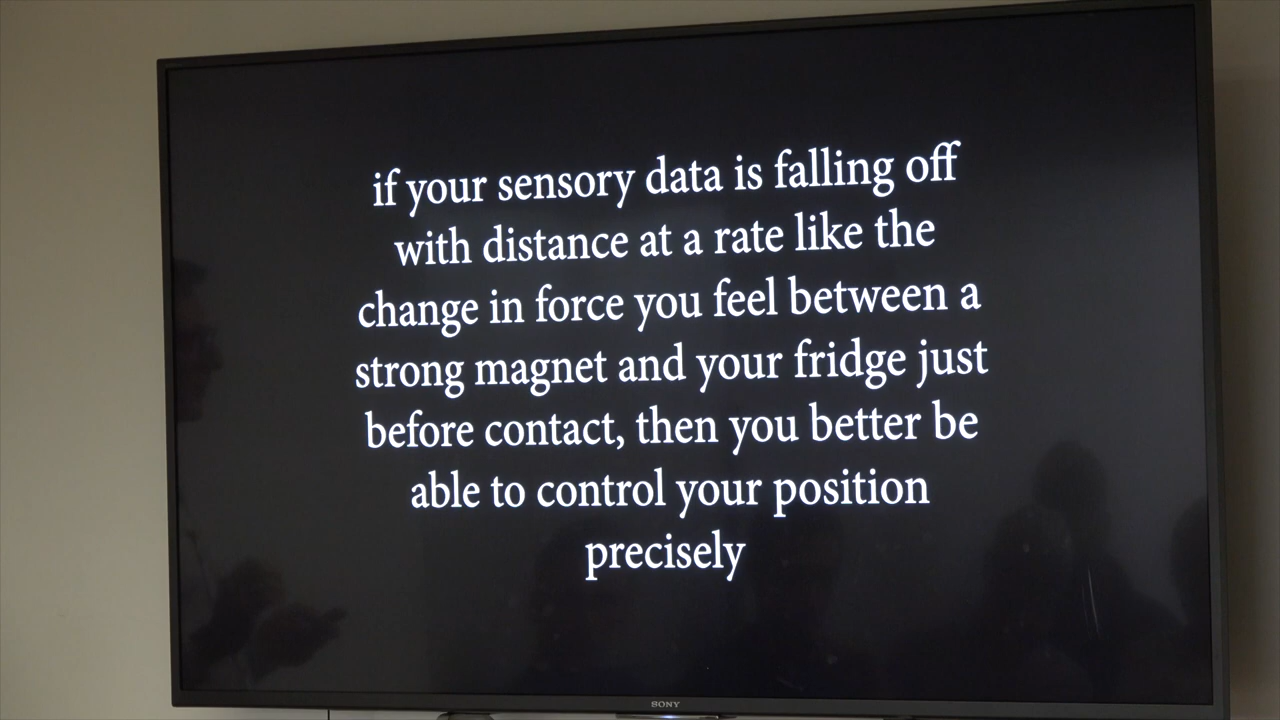 if your sensory data is falling off
with distance at a rate like the
change in force you feel between a
strong magnet and your fridge just
before contact, then you better be
able to control your position
precisely
SONY